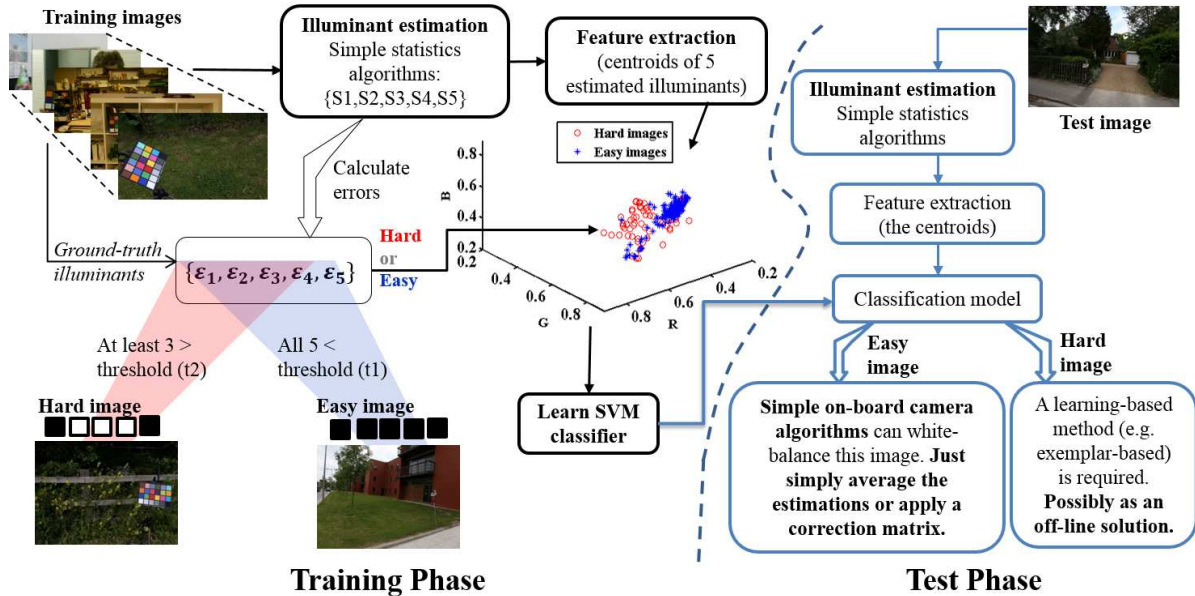 Training images
Illuminant estimation
Simple statistics
algorithms:
{S1,S2,S3,S4,S5}
Feature extraction
(centroids of 5
estimated illuminants)
Hard images
Easy images
Calculate
errors
Ground-truth
illuminants
{ε₁, ε₂, ε₃, ε₄, ε₅}
Hard
or
Easy
At least 3 >
threshold (t2)
All 5 <
threshold (t1)
Hard image
Easy image
B
0.8
0.6
0.4
0.2
0.2
0.4
0.6
0.8
G
0.2
0.4
0.6
0.8
R
Learn SVM
classifier
Training Phase
Test image
Illuminant estimation
Simple statistics
algorithms
Feature extraction
(the centroids)
Classification model
Easy
image
Hard
image
Simple on-board camera
algorithms can white-
balance this image. Just
simply average the
estimations or apply a
correction matrix.
A learning-based
method (e.g.
exemplar-based)
is required.
Possibly as an
off-line solution.
Test Phase